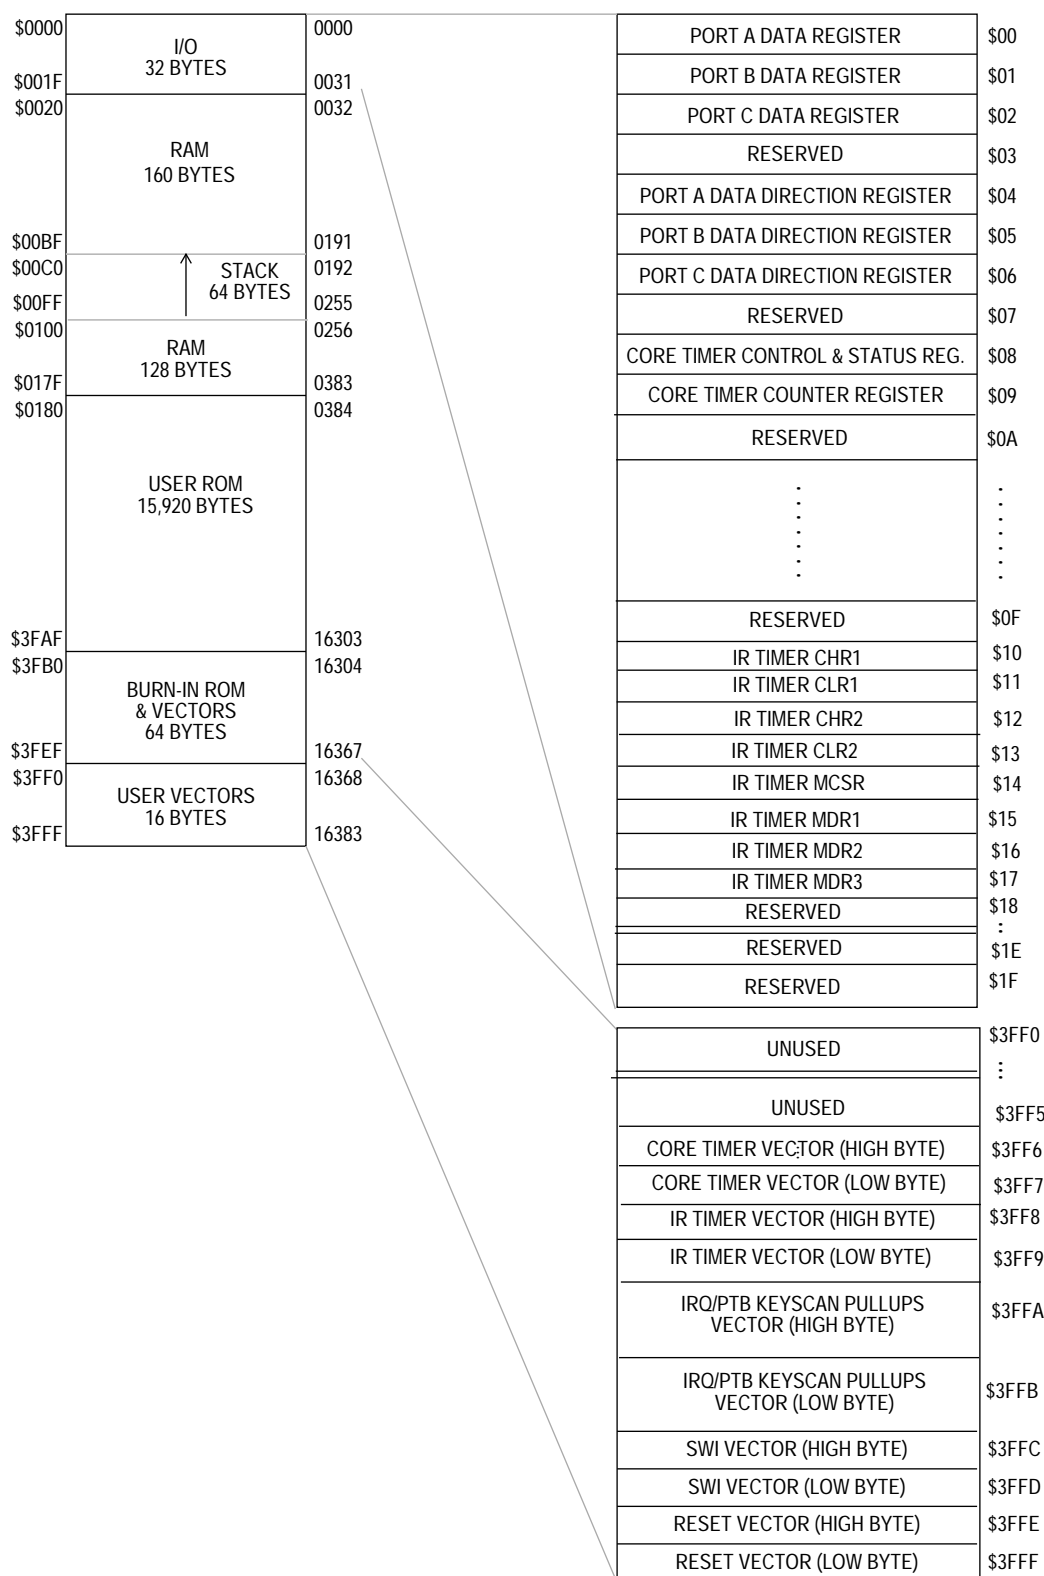 $0000 0000
I/O
32 BYTES
$001F 0031
$0020 0032
RAM
160 BYTES
$00BF 0191
$00C0 STACK 0192
64 BYTES
$00FF 0255
$0100 0256
RAM
128 BYTES
$017F 0383
$0180 0384
USER ROM
15,920 BYTES
$3FAF 16303
$3FB0 16304
BURN-IN ROM
& VECTORS
64 BYTES
$3FEF 16367
$3FF0 16368
USER VECTORS
16 BYTES
$3FFF 16383
PORT A DATA REGISTER $00
PORT B DATA REGISTER $01
PORT C DATA REGISTER $02
RESERVED $03
PORT A DATA DIRECTION REGISTER $04
PORT B DATA DIRECTION REGISTER $05
PORT C DATA DIRECTION REGISTER $06
RESERVED $07
CORE TIMER CONTROL & STATUS REG. $08
CORE TIMER COUNTER REGISTER $09
RESERVED $0A
RESERVED $0F
IR TIMER CHR1 $10
IR TIMER CLR1 $11
IR TIMER CHR2 $12
IR TIMER CLR2 $13
IR TIMER MCSR $14
IR TIMER MDR1 $15
IR TIMER MDR2 $16
IR TIMER MDR3 $17
RESERVED $18
RESERVED $1E
RESERVED $1F
UNUSED $3FF0
UNUSED $3FF5
CORE TIMER VECTOR (HIGH BYTE) $3FF6
CORE TIMER VECTOR (LOW BYTE) $3FF7
IR TIMER VECTOR (HIGH BYTE) $3FF8
IR TIMER VECTOR (LOW BYTE) $3FF9
IRQ/PTB KEYSCAN PULLUPS $3FFA
VECTOR (HIGH BYTE)
IRQ/PTB KEYSCAN PULLUPS $3FFB
VECTOR (LOW BYTE)
SWI VECTOR (HIGH BYTE) $3FFC
SWI VECTOR (LOW BYTE) $3FFD
RESET VECTOR (HIGH BYTE) $3FFE
RESET VECTOR (LOW BYTE) $3FFF